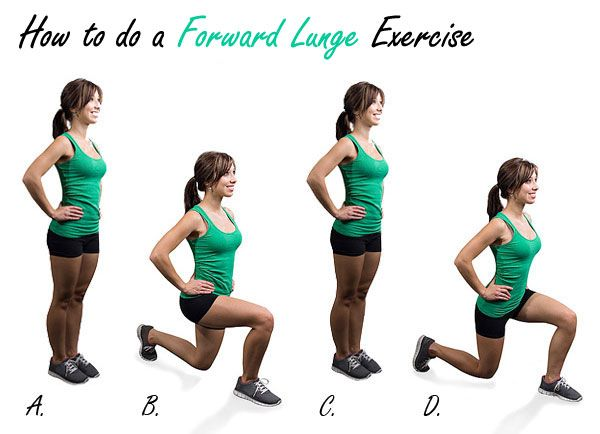 How to do a Forward Lunge Exercise
A. B. C. D.